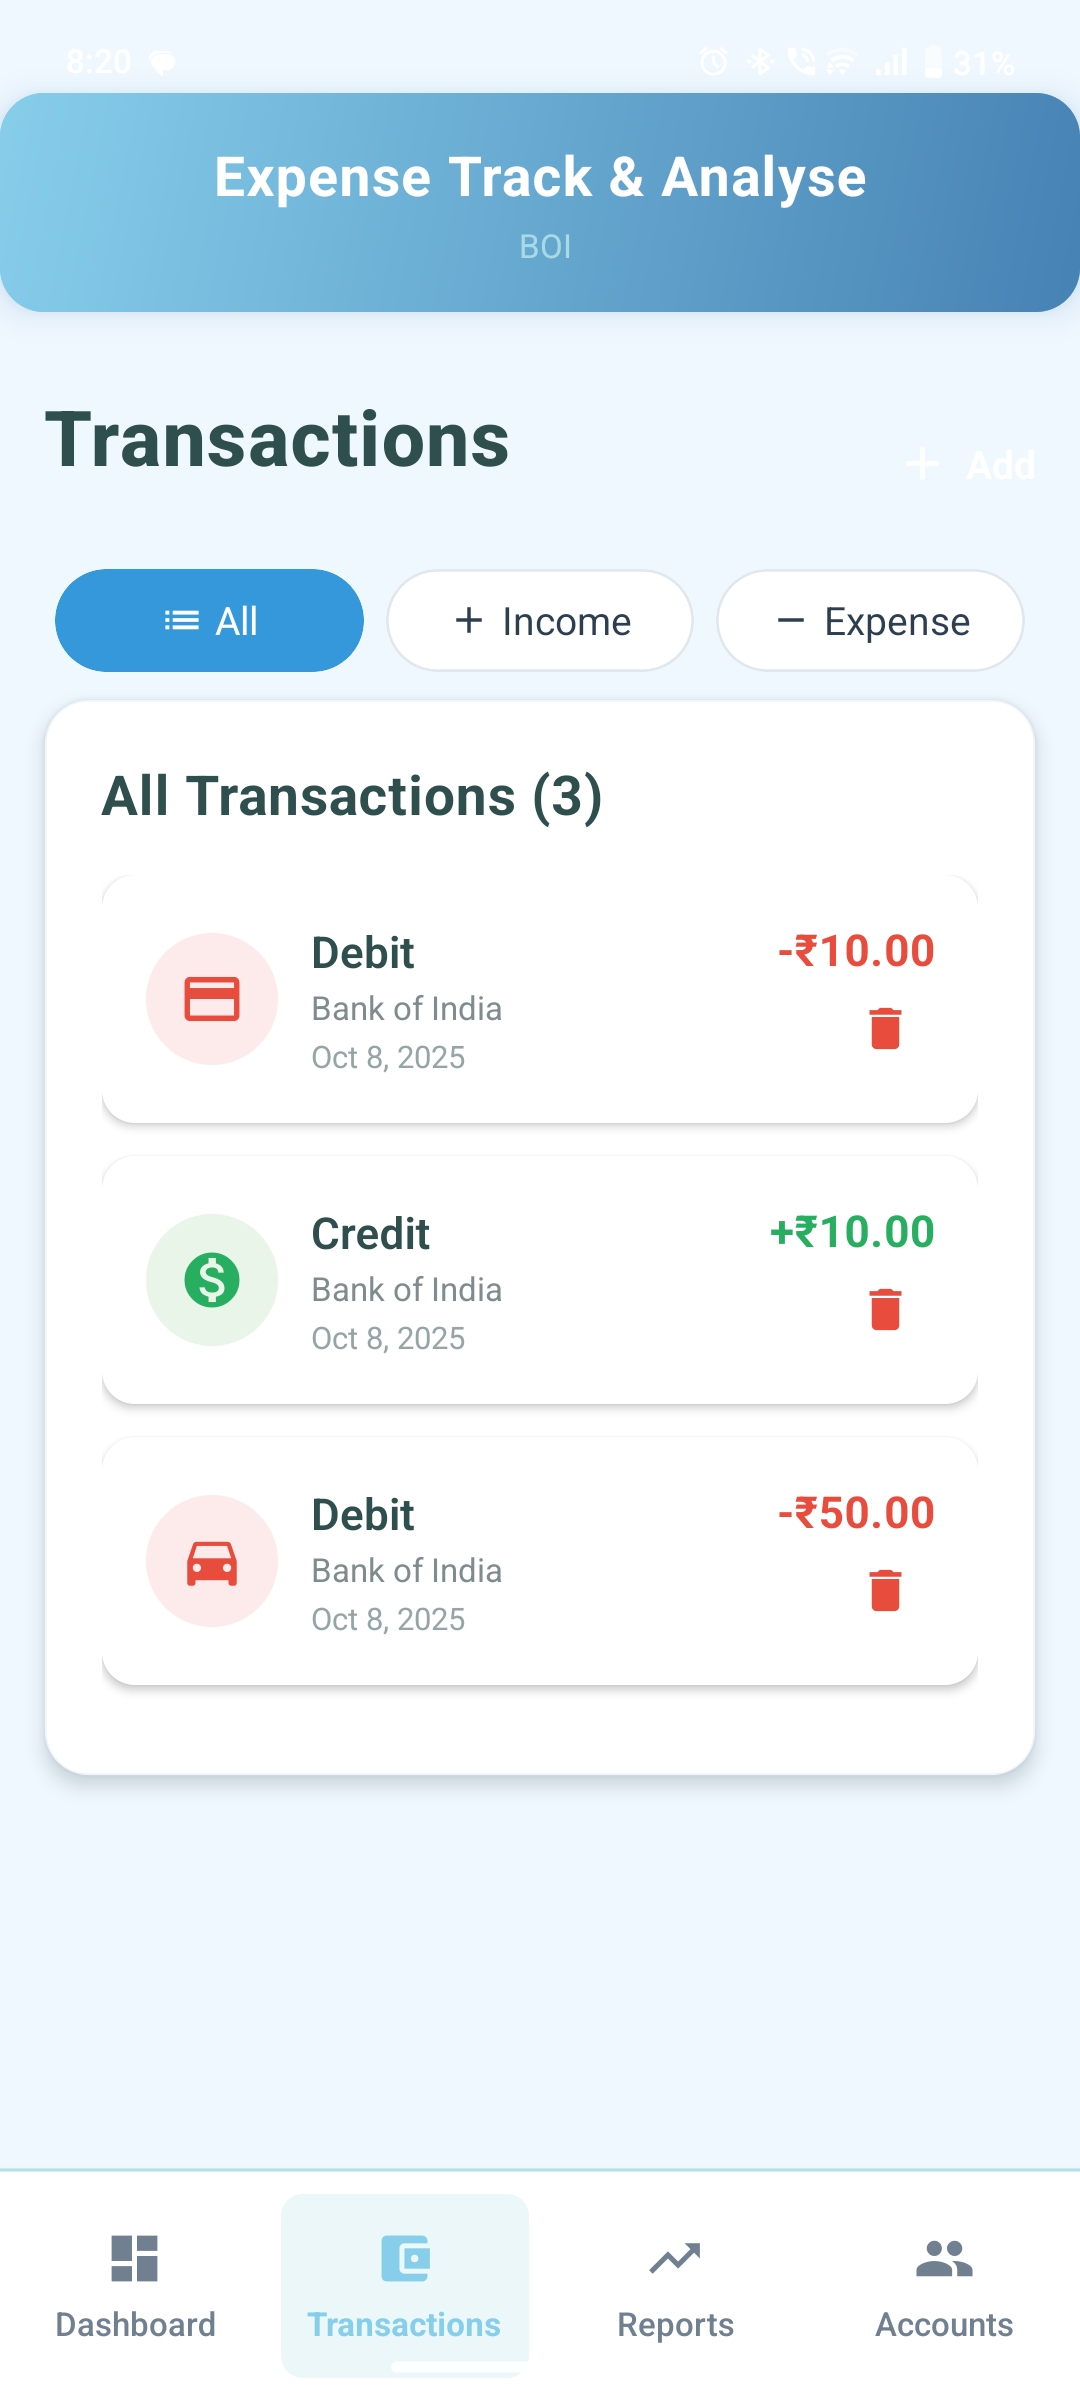 8:20
31%
Expense Track & Analyse
BOI
Transactions
+ Add
All
+ Income
− Expense
All Transactions (3)
Debit
-₹10.00
Bank of India
Oct 8, 2025
Credit
+₹10.00
Bank of India
Oct 8, 2025
Debit
-₹50.00
Bank of India
Oct 8, 2025
Dashboard
Transactions
Reports
Accounts